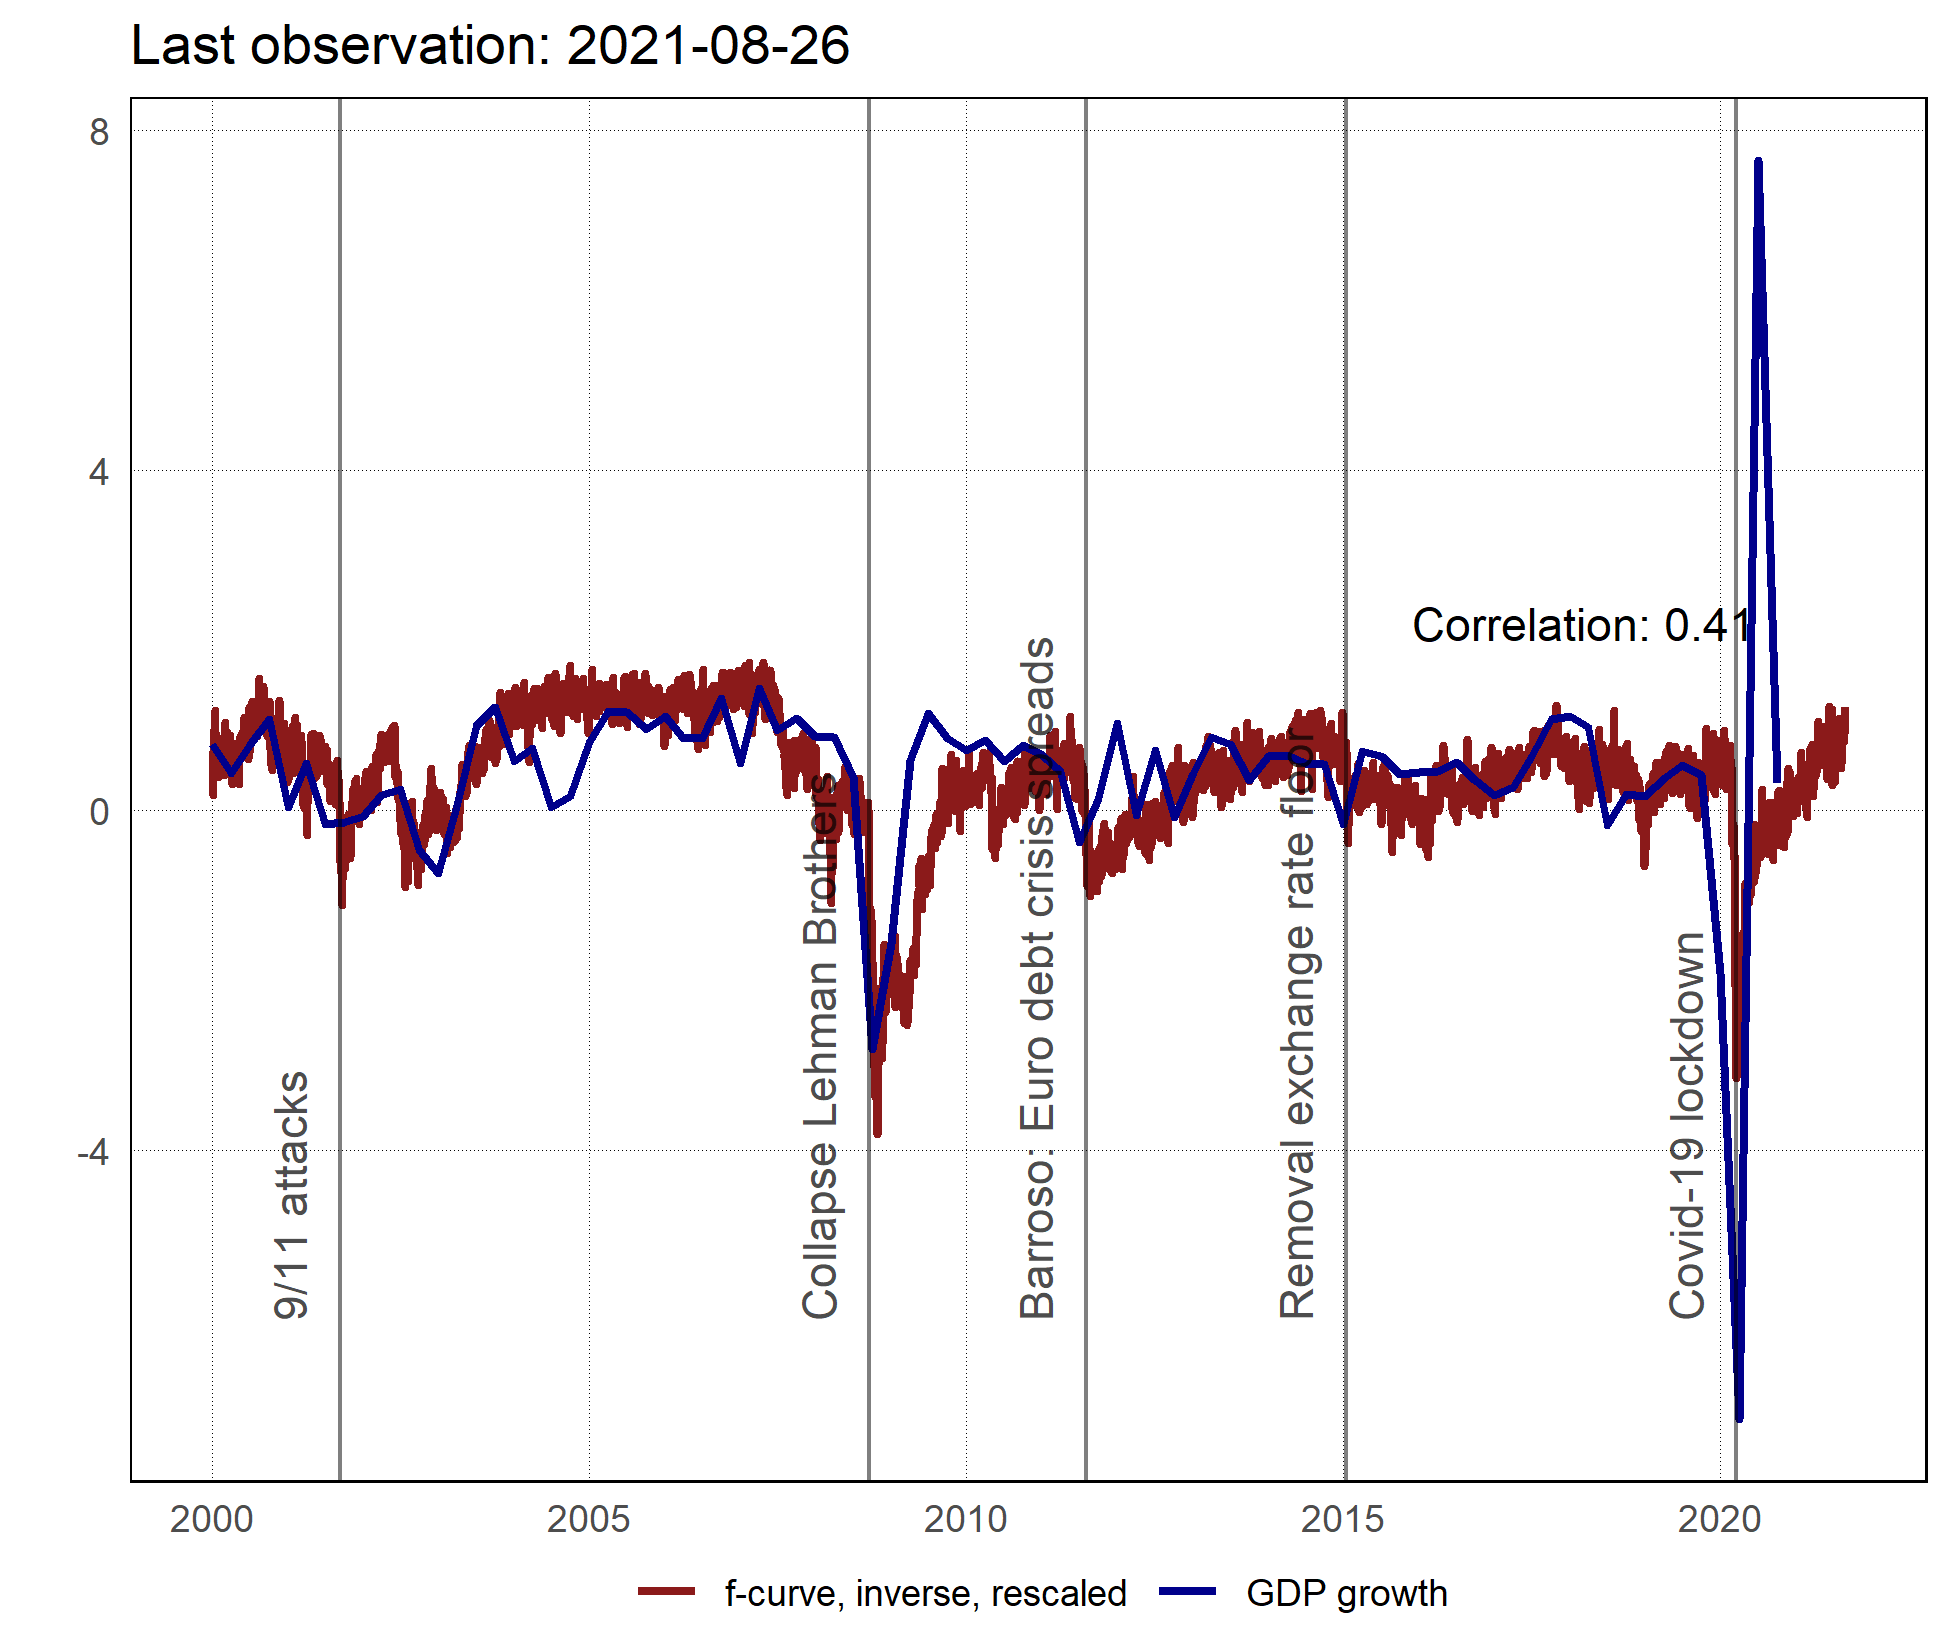 Last observation: 2021-08-26
8
4
0
-4
Correlation: 0.41
9/11 attacks
Collapse Lehman Brothers
Barroso: Euro debt crisis-spreads
Removal exchange rate floor
Covid-19 lockdown
2000
2005
2010
2015
2020
f-curve, inverse, rescaled
GDP growth